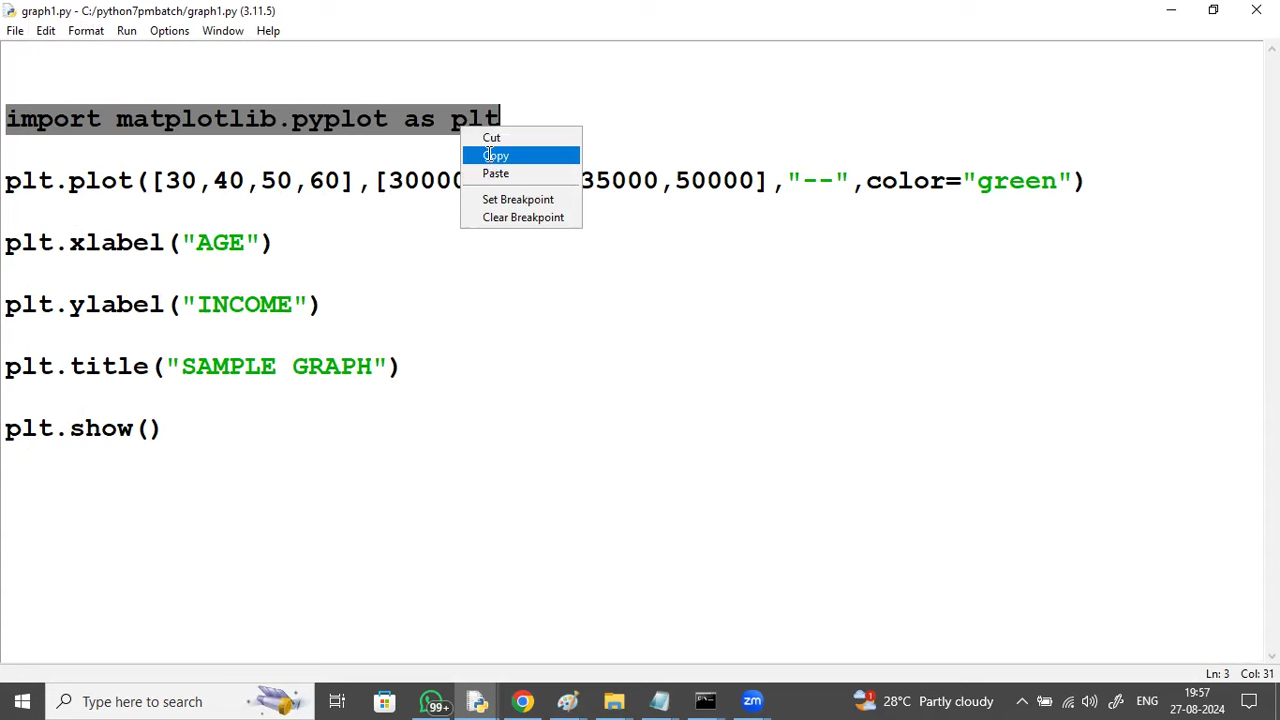 graph1.py - C:/python7pmbatch/graph1.py (3.11.5)
File Edit Format Run Options Window Help
import matplotlib.pyplot as plt
Cut
Copy
Paste
Set Breakpoint
Clear Breakpoint
plt.plot([30,40,50,60],[30000 35000,50000],"--",color="green")
plt.xlabel("AGE")
plt.ylabel("INCOME")
plt.title("SAMPLE GRAPH")
plt.show()
Ln: 3 Col: 31
Type here to search
99+
zm
1
28°C Partly cloudy
ENG
19:57
27-08-2024